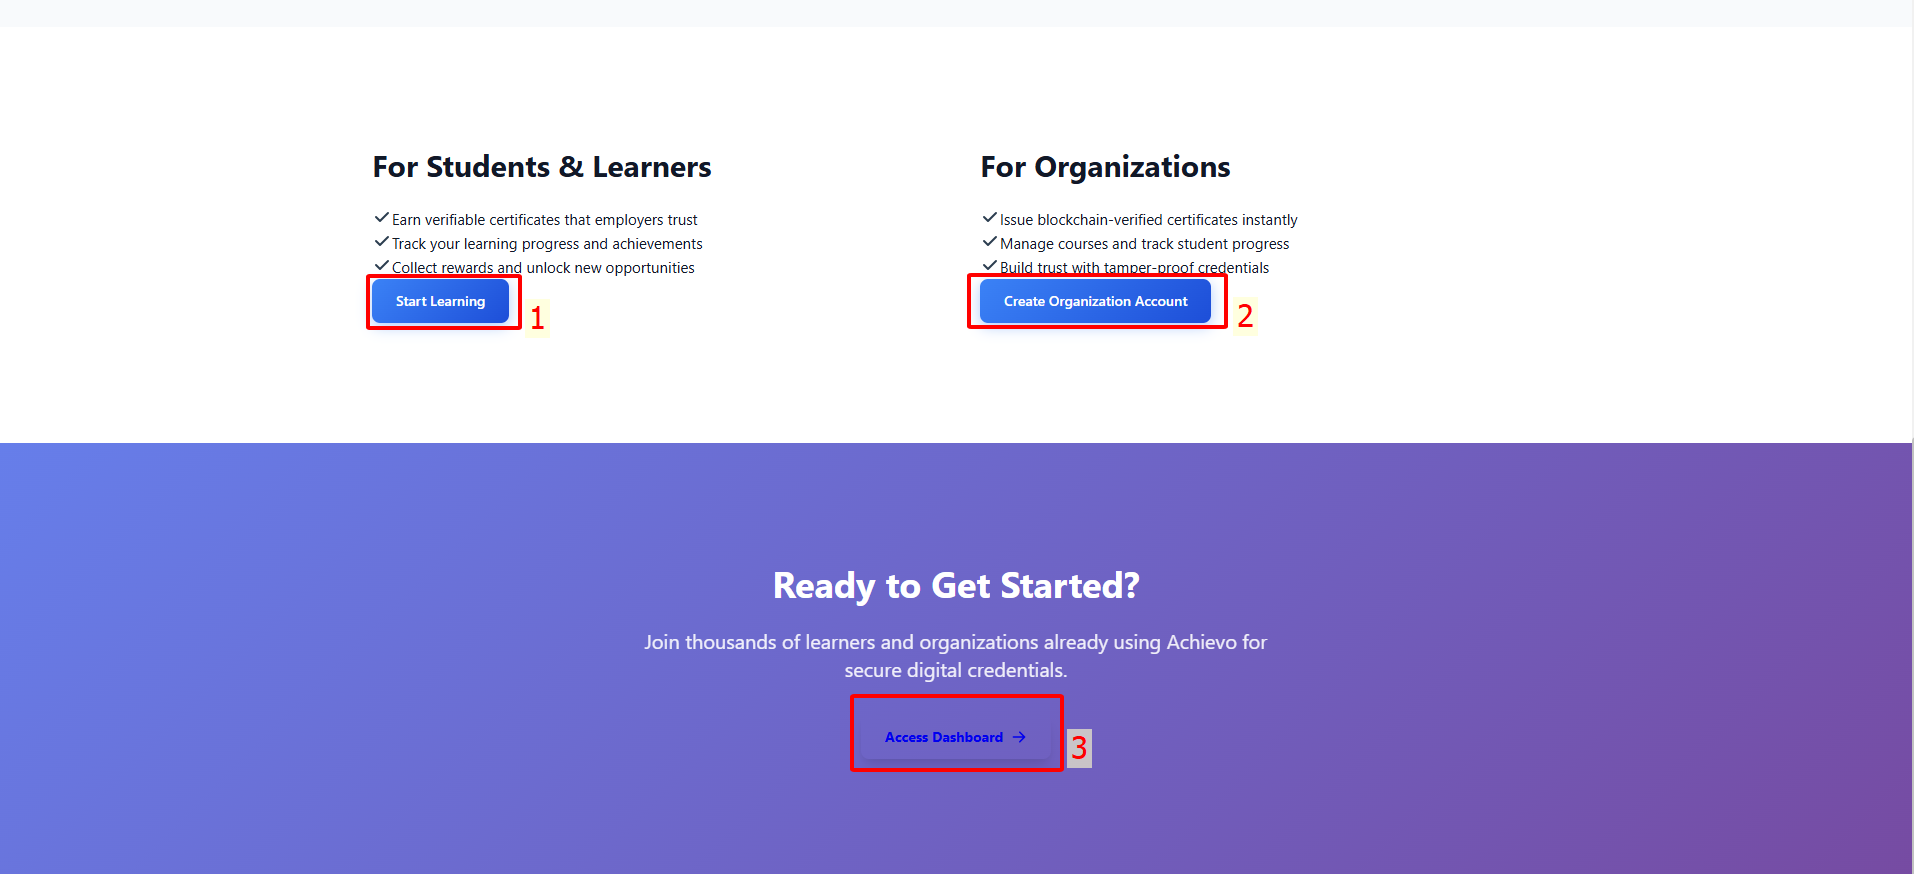 For Students & Learners
Earn verifiable certificates that employers trust
Track your learning progress and achievements
Collect rewards and unlock new opportunities
Start Learning
1
For Organizations
Issue blockchain-verified certificates instantly
Manage courses and track student progress
Build trust with tamper-proof credentials
Create Organization Account
2
Ready to Get Started?
Join thousands of learners and organizations already using Achievo for
secure digital credentials.
Access Dashboard →
3